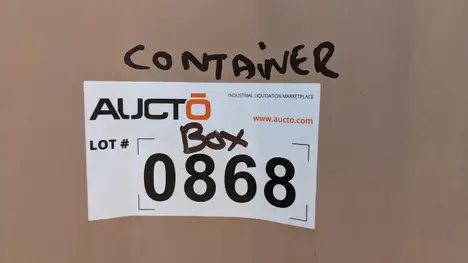 CONTAINER
AUCTŌ
INDUSTRIAL LIQUIDATION MARKETPLACE
www.aucto.com
Box
LOT #
0868